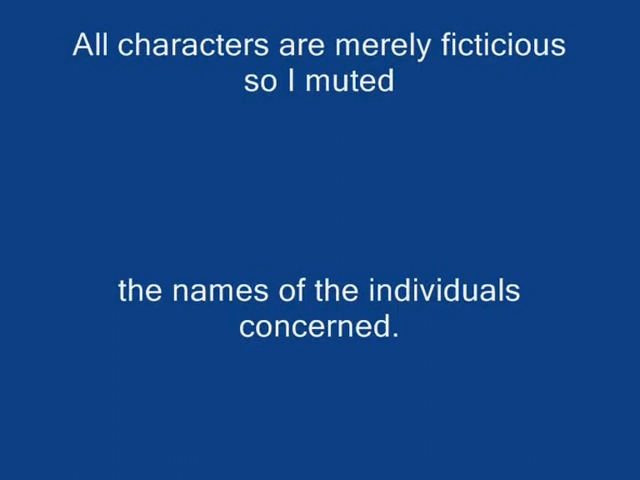 All characters are merely ficticious
so I muted
the names of the individuals
concerned.